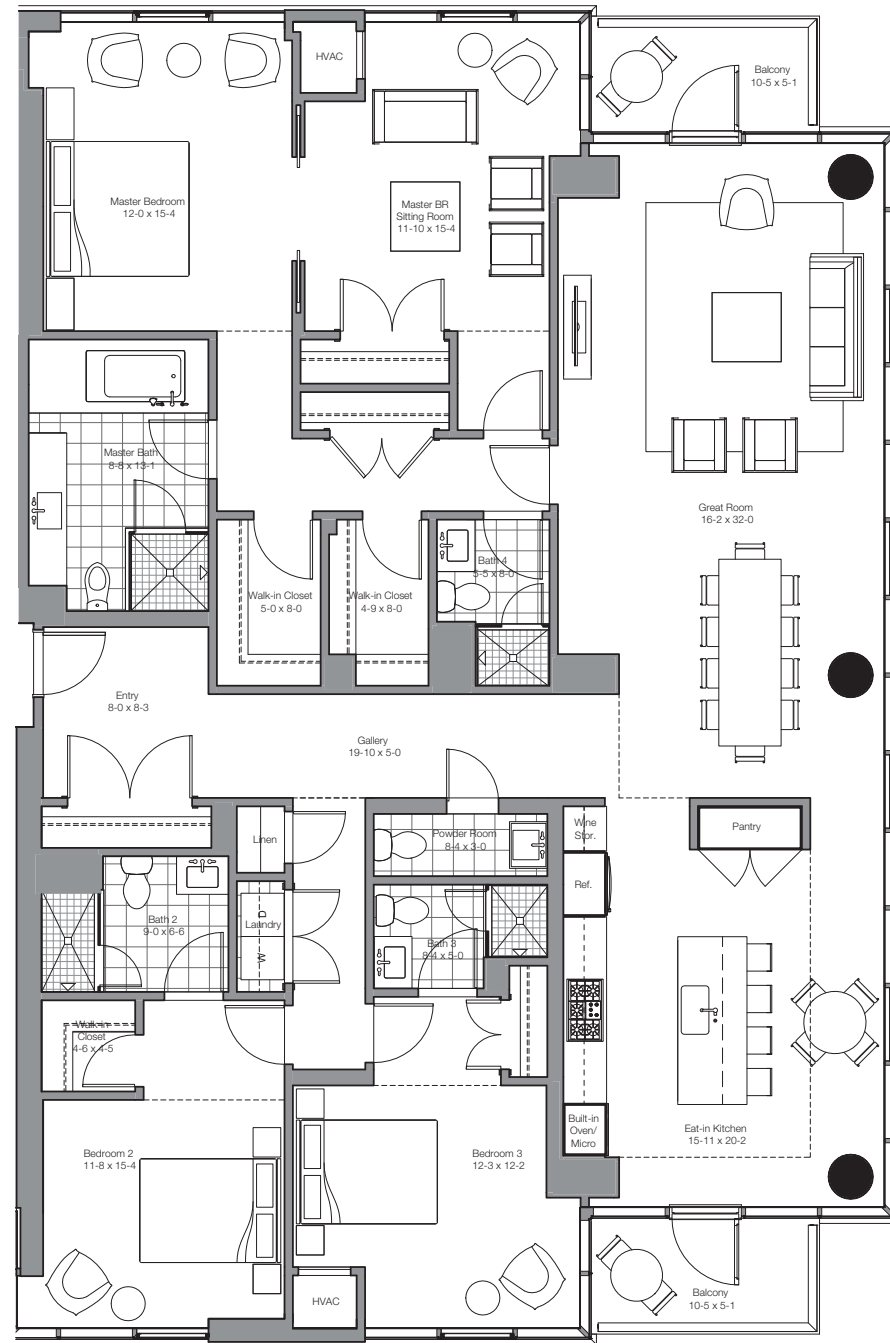 HVAC
Balcony
10-5 x 5-1
Master Bedroom
12-0 x 15-4
Master BR
Sitting Room
11-10 x 15-4
Master Bath
8-8 x 13-1
Great Room
16-2 x 32-0
Bath 4
5-5 x 8-0
Walk-in Closet
5-0 x 8-0
Walk-in Closet
4-9 x 8-0
Entry
8-0 x 8-3
Gallery
19-10 x 5-0
Linen
Powder Room
8-4 x 3-0
Wine
Stor.
Pantry
Ref.
Bath 2
9-0 x 6-6
D
Laundry
W
Bath 3
8-4 x 5-0
Walk-in
Closet
4-6 x 4-5
Built-in
Oven/
Micro
Eat-in Kitchen
15-11 x 20-2
Bedroom 2
11-8 x 15-4
Bedroom 3
12-3 x 12-2
HVAC
Balcony
10-5 x 5-1